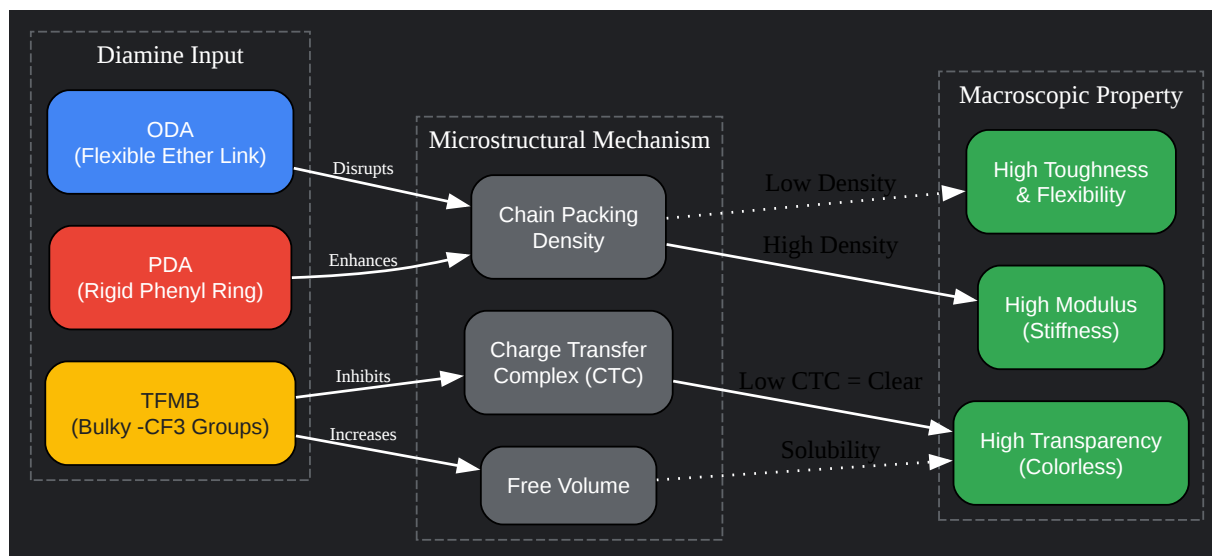 Diamine Input
ODA
(Flexible Ether Link)
PDA
(Rigid Phenyl Ring)
TFMB
(Bulky -CF3 Groups)
Disrupts
Enhances
Inhibits
Increases
Microstructural Mechanism
Chain Packing
Density
Charge Transfer
Complex (CTC)
Free Volume
Low Density
High Density
Low CTC = Clear
Solubility
Macroscopic Property
High Toughness
& Flexibility
High Modulus
(Stiffness)
High Transparency
(Colorless)